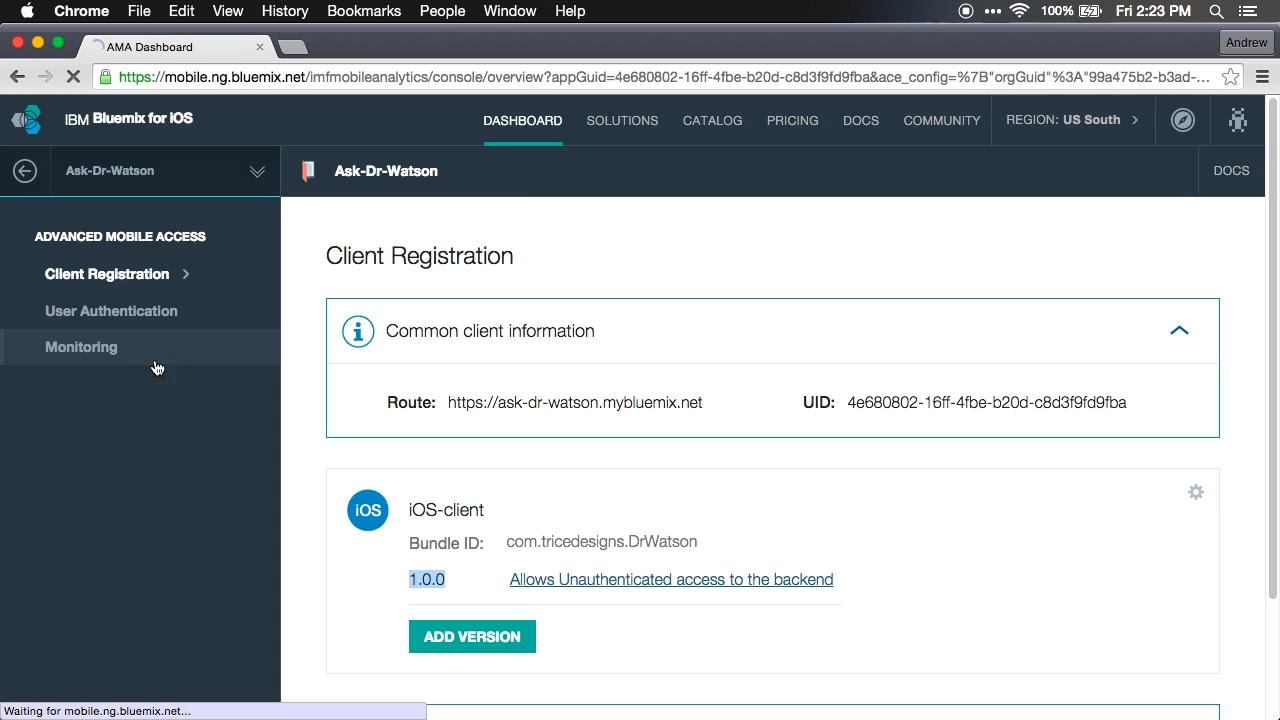 Chrome File Edit View History Bookmarks People Window Help 100% Fri 2:23 PM
AMA Dashboard
Andrew
https://mobile.ng.bluemix.net/imfmobileanalytics/console/overview?appGuid=4e680802-16ff-4fbe-b20d-c8d3f9fd9fba&ace_config=%7B"orgGuid"%3A"99a475b2-b3ad-...
IBM Bluemix for iOS
DASHBOARD SOLUTIONS CATALOG PRICING DOCS COMMUNITY REGION: US South
Ask-Dr-Watson
Ask-Dr-Watson
DOCS
ADVANCED MOBILE ACCESS
Client Registration
User Authentication
Monitoring
Client Registration
Common client information
Route: https://ask-dr-watson.mybluemix.net UID: 4e680802-16ff-4fbe-b20d-c8d3f9fd9fba
iOS iOS-client
Bundle ID: com.tricedesigns.DrWatson
1.0.0 Allows Unauthenticated access to the backend
ADD VERSION
Waiting for mobile.ng.bluemix.net...